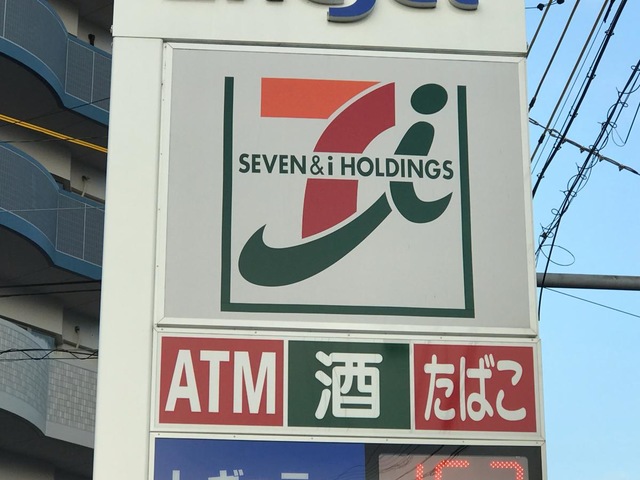 SEVEN & i HOLDINGS
ATM 酒 たばこ